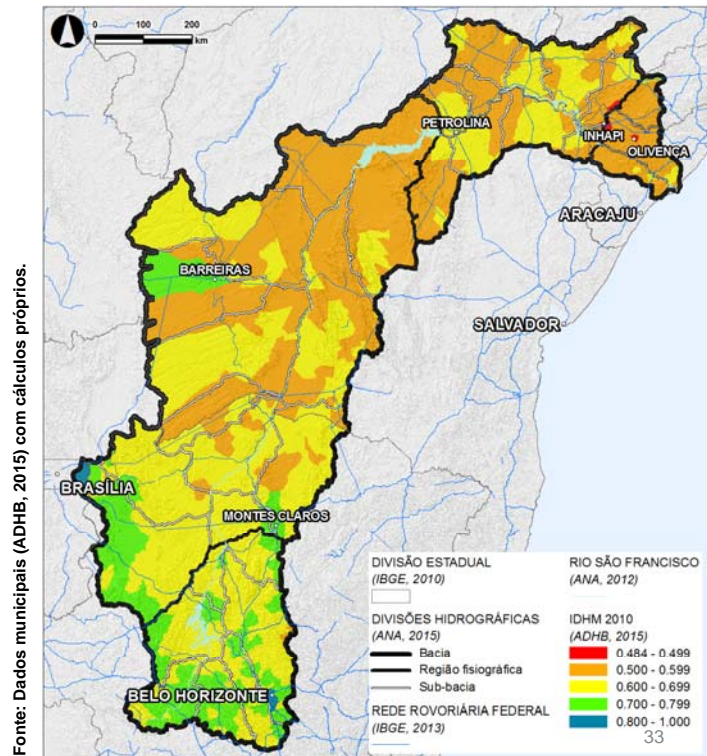 0 100 200
km
PETROLINA
INHAPI
OLIVENÇA
ARACAJU
BARREIRAS
SALVADOR
BRASÍLIA
MONTES CLAROS
BELO HORIZONTE
Fonte: Dados municipais (ADHB, 2015) com cálculos próprios.
DIVISÃO ESTADUAL
(IBGE, 2010)
DIVISÕES HIDROGRÁFICAS
(ANA, 2015)
Bacia
Região fisiográfica
Sub-bacia
REDE ROVORIÁRIA FEDERAL
(IBGE, 2013)
RIO SÃO FRANCISCO
(ANA, 2012)
IDHM 2010
(ADHB, 2015)
0.484 - 0.499
0.500 - 0.599
0.600 - 0.699
0.700 - 0.799
0.800 - 1.000
33